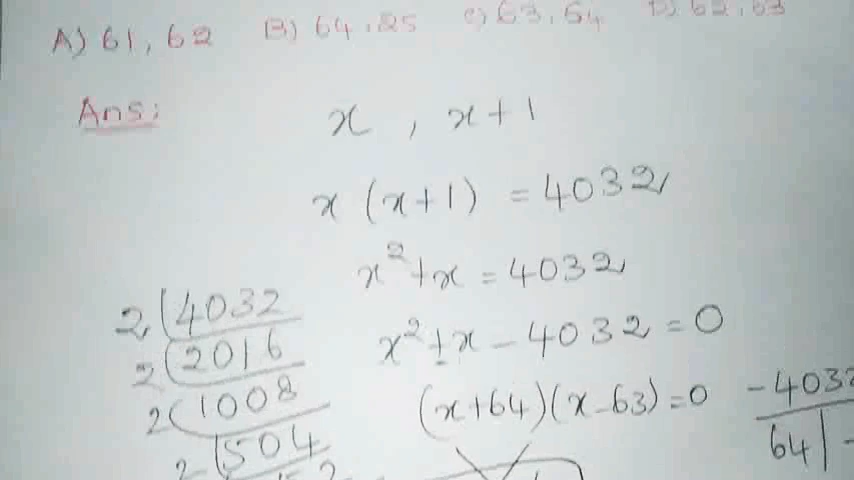 A) 61, 62 B) 64, 25 C) 63, 64 D) 62, 63
Ans:
x , x+1
x (x+1) = 4032
x²+x = 4032
x²+x - 4032 = 0
(x+64)(x-63) = 0
2 4032
2 2016
2 1008
2 504
-4032
64